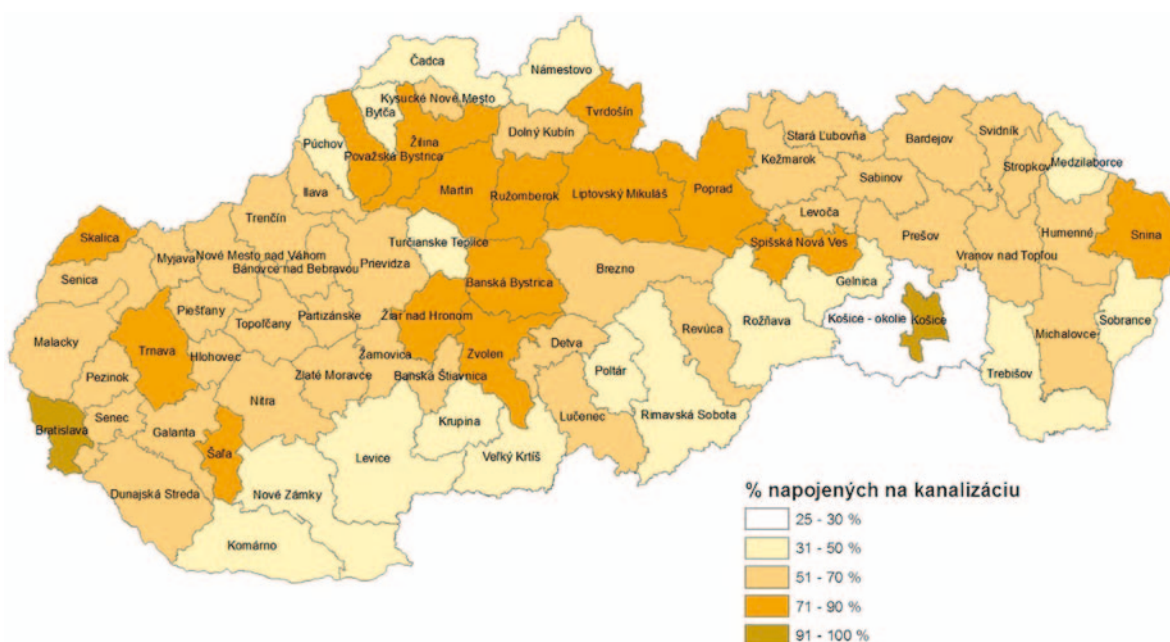 Čadca
Námestovo
Kysucké Nové Mesto
Bytča
Tvrdošín
Púchov
Žilina
Dolný Kubín
Považská Bystrica
Stará Ľubovňa
Bardejov
Svidník
Kežmarok
Stropkov
Medzilaborce
Ilava
Martin
Ružomberok
Liptovský Mikuláš
Poprad
Sabinov
Trenčín
Levoča
Skalica
Turčianske Teplice
Spišská Nová Ves
Prešov
Humenné
Snina
Myjava
Nové Mesto nad Váhom
Bánovce nad Bebravou
Prievidza
Brezno
Vranov nad Topľou
Senica
Banská Bystrica
Gelnica
Piešťany
Topoľčany
Partizánske
Žiar nad Hronom
Košice - okolie
Košice
Sobrance
Malacky
Trnava
Hlohovec
Žarnovica
Zvolen
Detva
Revúca
Rožňava
Michalovce
Pezinok
Zlaté Moravce
Banská Štiavnica
Poltár
Trebišov
Nitra
Bratislava
Senec
Galanta
Krupina
Lučenec
Rimavská Sobota
Šaľa
Levice
Veľký Krtíš
Dunajská Streda
Nové Zámky
Komárno
% napojených na kanalizáciu
25 - 30 %
31 - 50 %
51 - 70 %
71 - 90 %
91 - 100 %